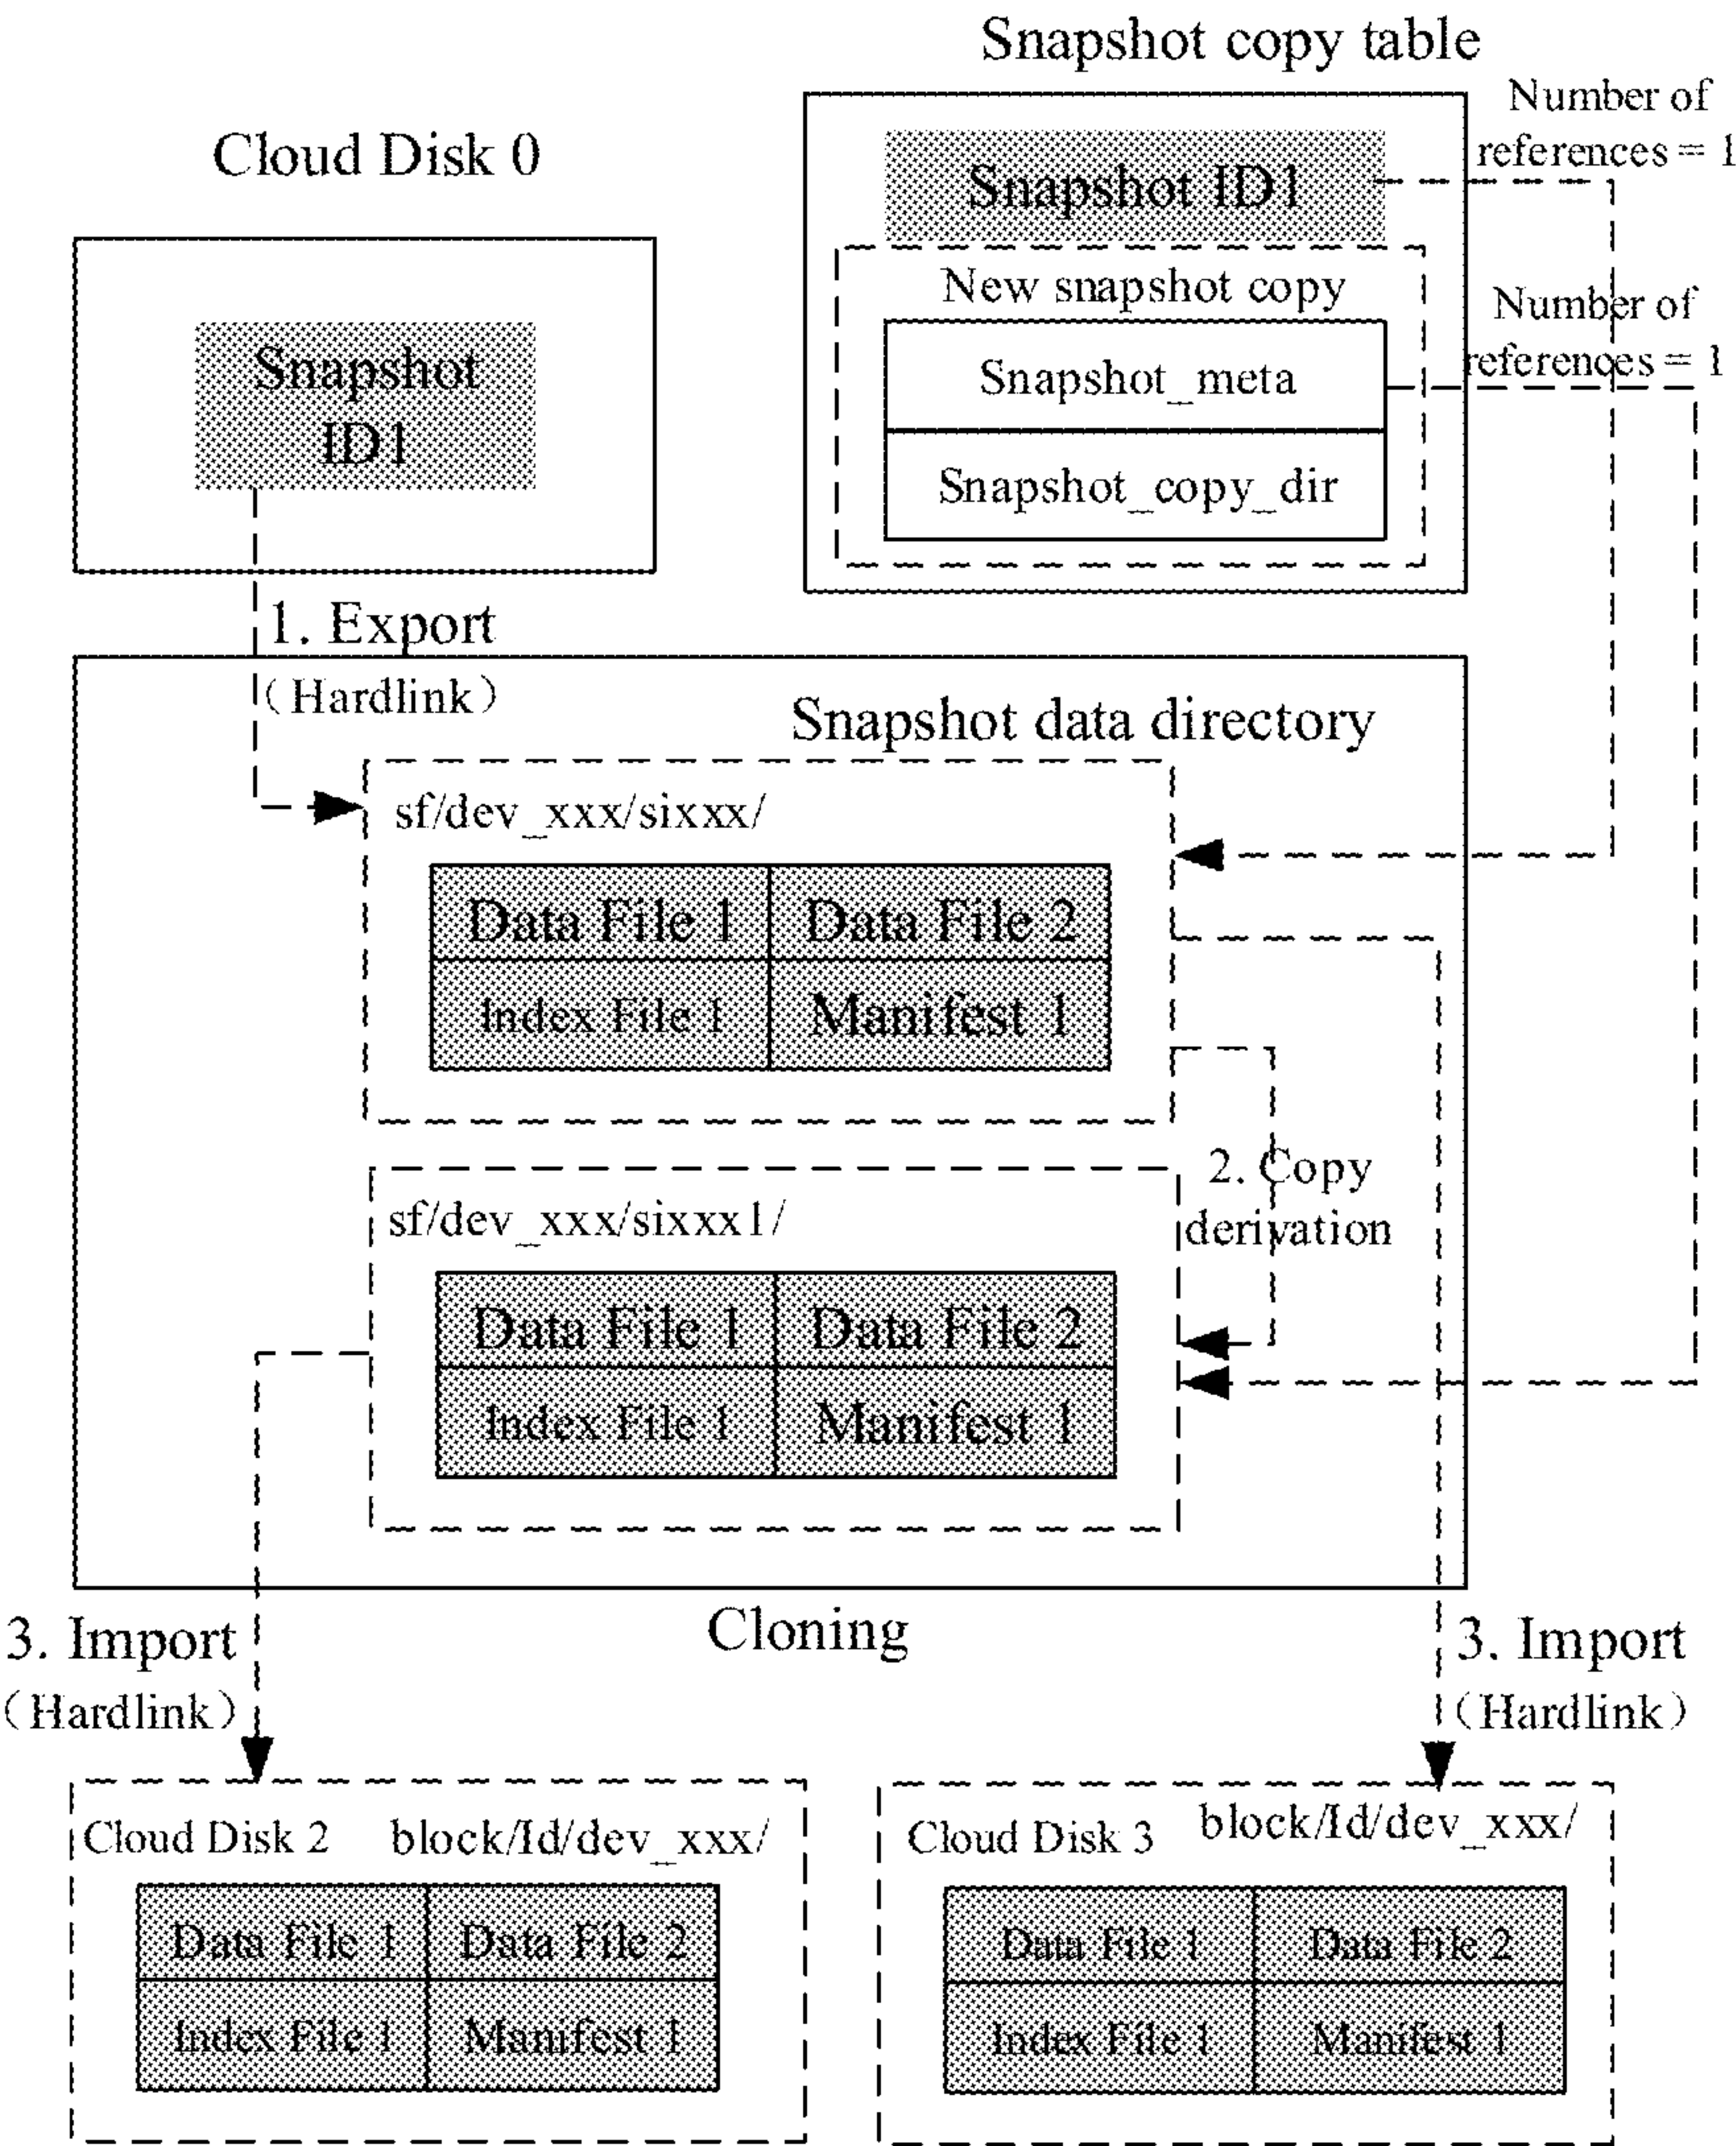 Snapshot copy table
Number of
references = 1
Cloud Disk 0
Snapshot ID1
New snapshot copy
Number of
references = 1
Snapshot
ID1
Snapshot_meta
Snapshot_copy_dir
1. Export
（Hardlink）
Snapshot data directory
sf/dev_xxx/sixxx/
Data File 1
Data File 2
Index File 1
Manifest 1
2. Copy
derivation
sf/dev_xxx/sixxx1/
Data File 1
Data File 2
Index File 1
Manifest 1
Cloning
3. Import
（Hardlink）
3. Import
（Hardlink）
Cloud Disk 2
block/Id/dev_xxx/
Data File 1
Data File 2
Index File 1
Manifest 1
Cloud Disk 3
block/Id/dev_xxx/
Data File 1
Data File 2
Index File 1
Manifest 1